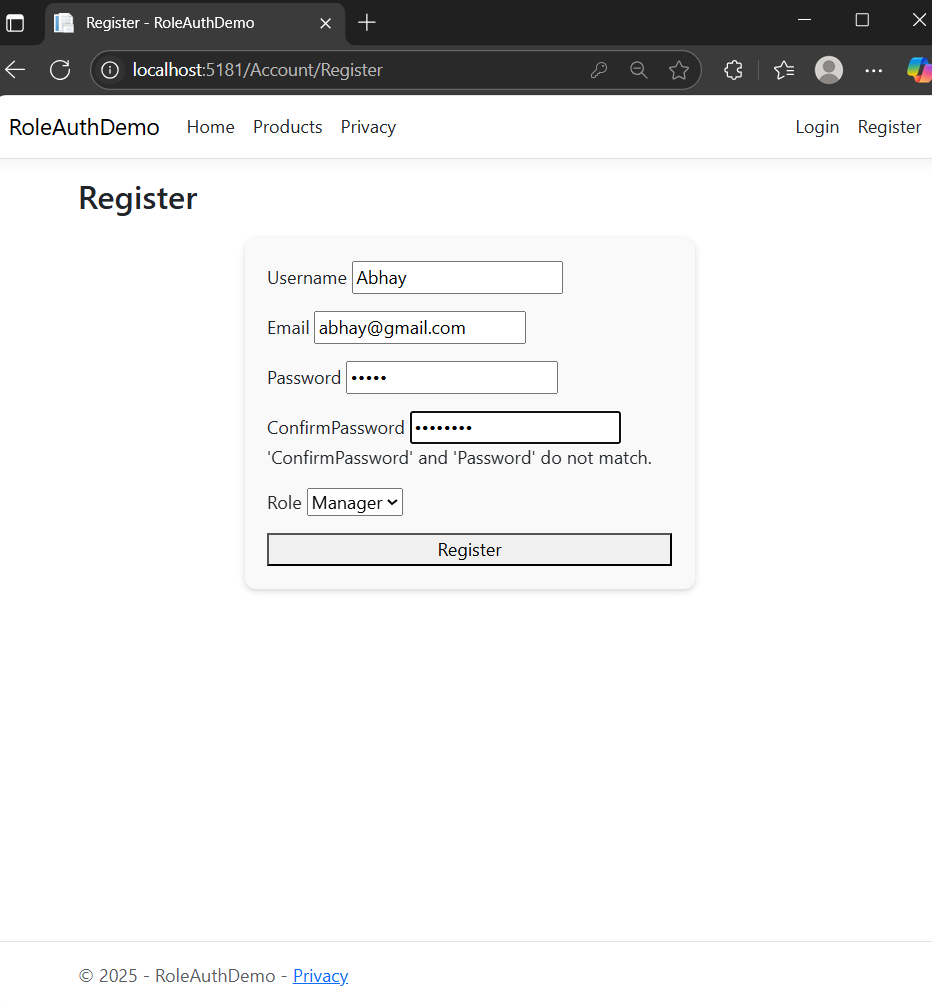 Register - RoleAuthDemo
localhost:5181/Account/Register
RoleAuthDemo Home Products Privacy Login Register
Register
Username Abhay
Email abhay@gmail.com
Password •••••
ConfirmPassword ••••••••
'ConfirmPassword' and 'Password' do not match.
Role Manager
Register
© 2025 - RoleAuthDemo - Privacy